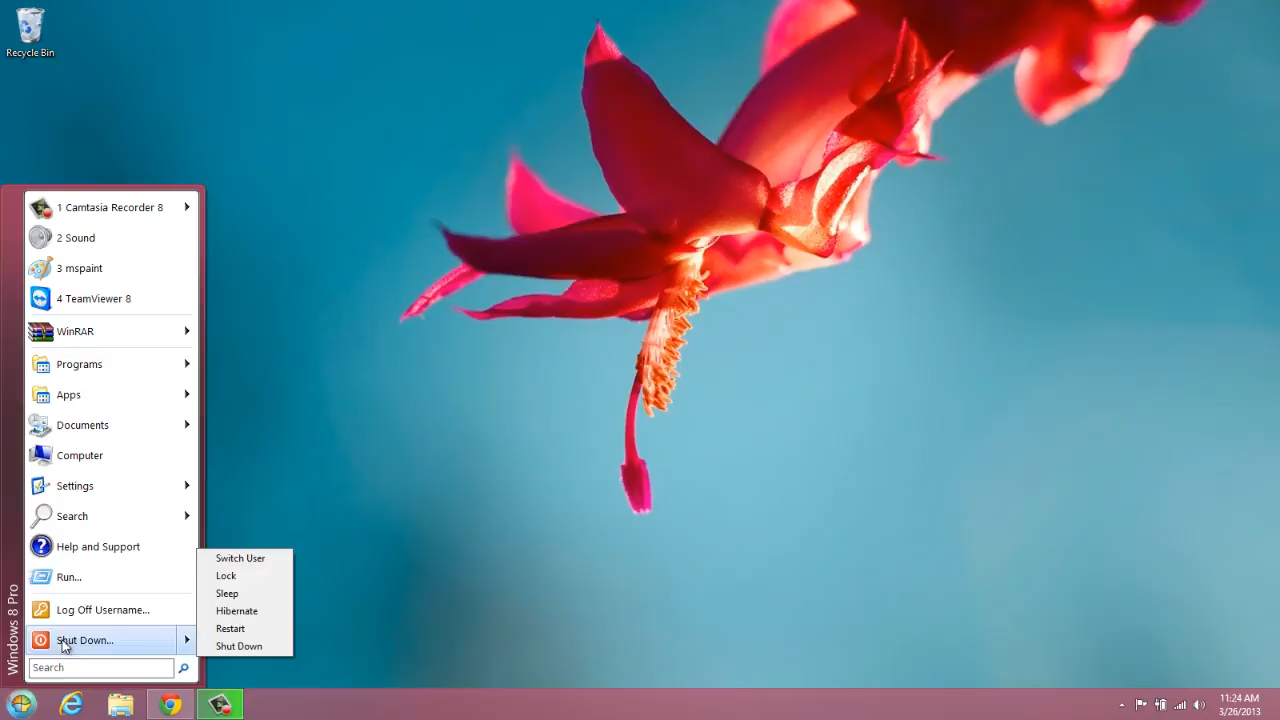 Recycle Bin
1 Camtasia Recorder 8
2 Sound
3 mspaint
4 TeamViewer 8
WinRAR
Programs
Apps
Documents
Computer
Settings
Search
Help and Support
Run...
Log Off Username...
Shut Down...
Search
Windows 8 Pro
Switch User
Lock
Sleep
Hibernate
Restart
Shut Down
11:24 AM
3/26/2013